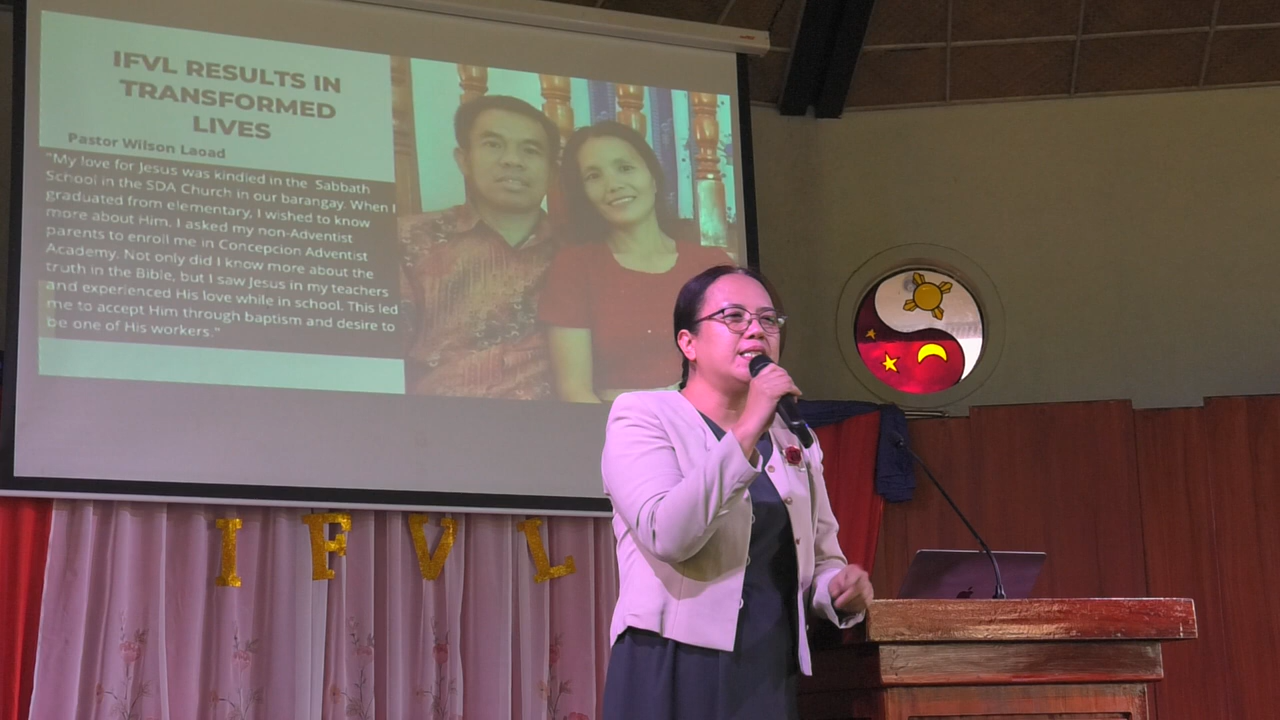 IFVL RESULTS IN
TRANSFORMED
LIVES
Pastor Wilson Laoad
"My love for Jesus was kindled in the Sabbath
School in the SDA Church in our barangay. When I
graduated from elementary, I wished to know
more about Him. I asked my non-Adventist
parents to enroll me in Concepcion Adventist
Academy. Not only did I know more about the
truth in the Bible, but I saw Jesus in my teachers
and experienced His love while in school. This led
me to accept Him through baptism and desire to
be one of His workers."
I F V L